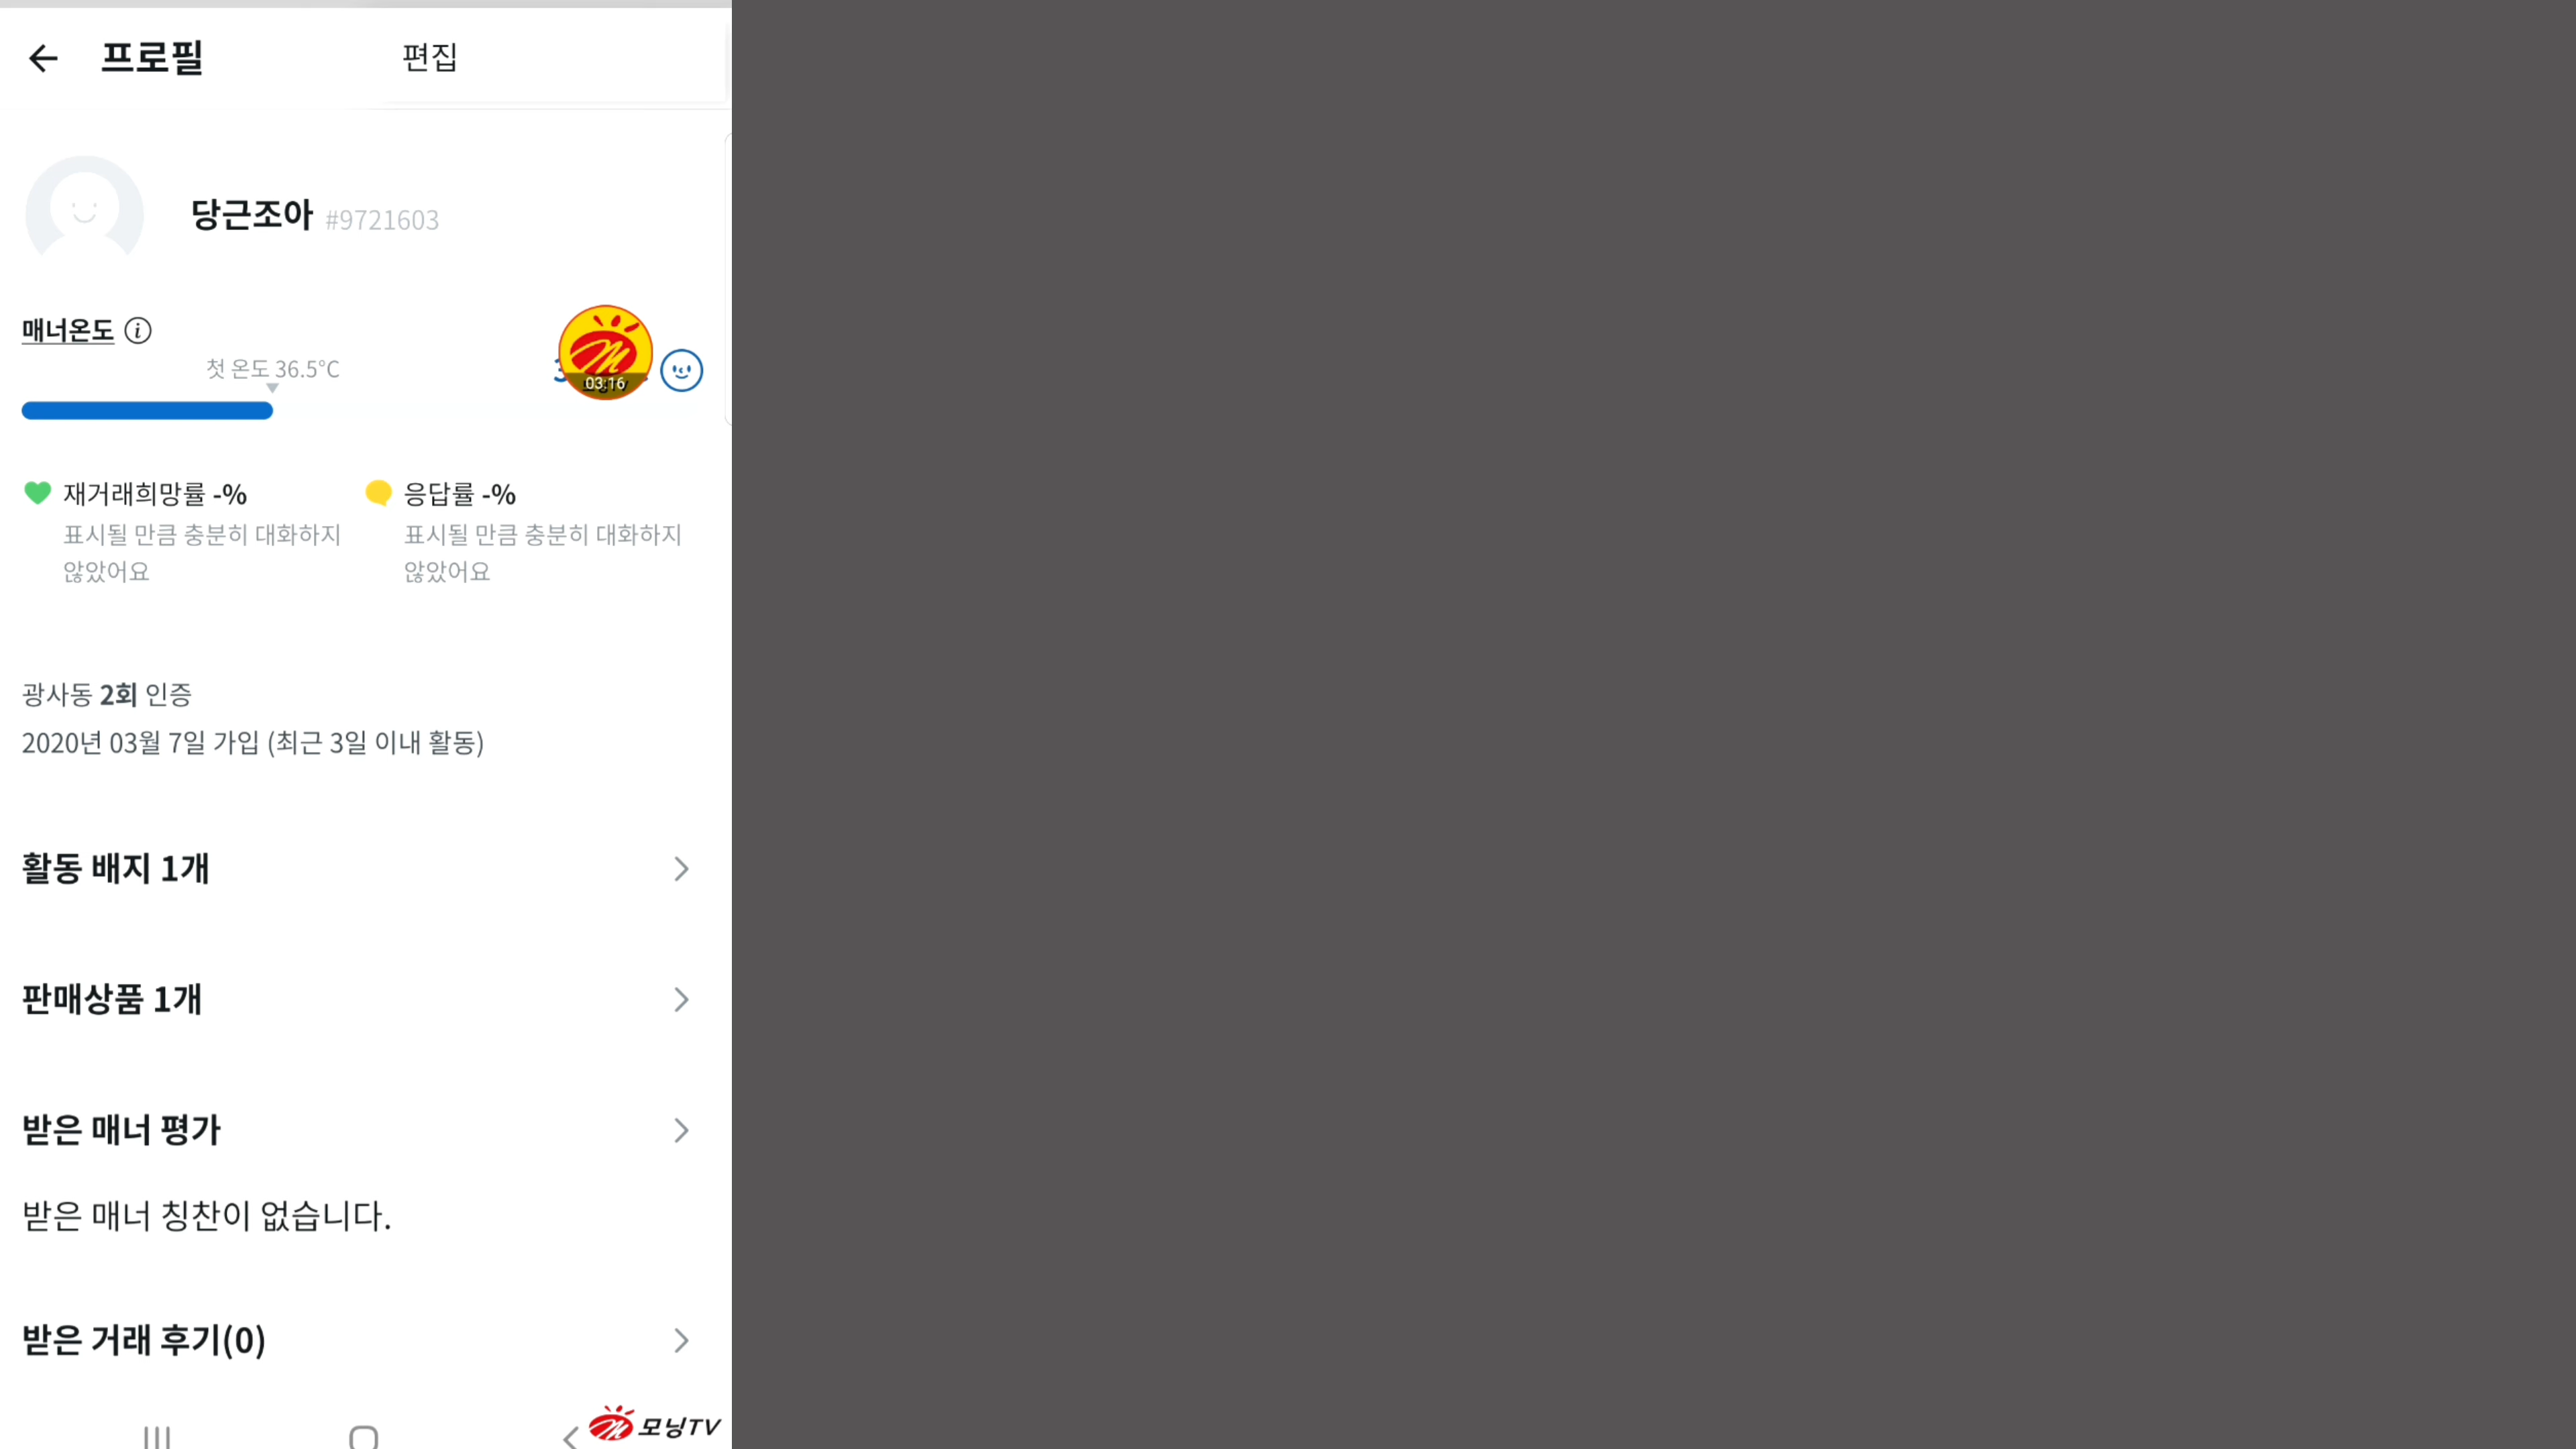 프로필
편집
당근조아 #9721603
매너온도
첫 온도 36.5°C
03:16
재거래희망률 -%
표시될 만큼 충분히 대화하지
않았어요
응답률 -%
표시될 만큼 충분히 대화하지
않았어요
광사동 2회 인증
2020년 03월 7일 가입 (최근 3일 이내 활동)
활동 배지 1개
판매상품 1개
받은 매너 평가
받은 매너 칭찬이 없습니다.
받은 거래 후기(0)
모닝TV